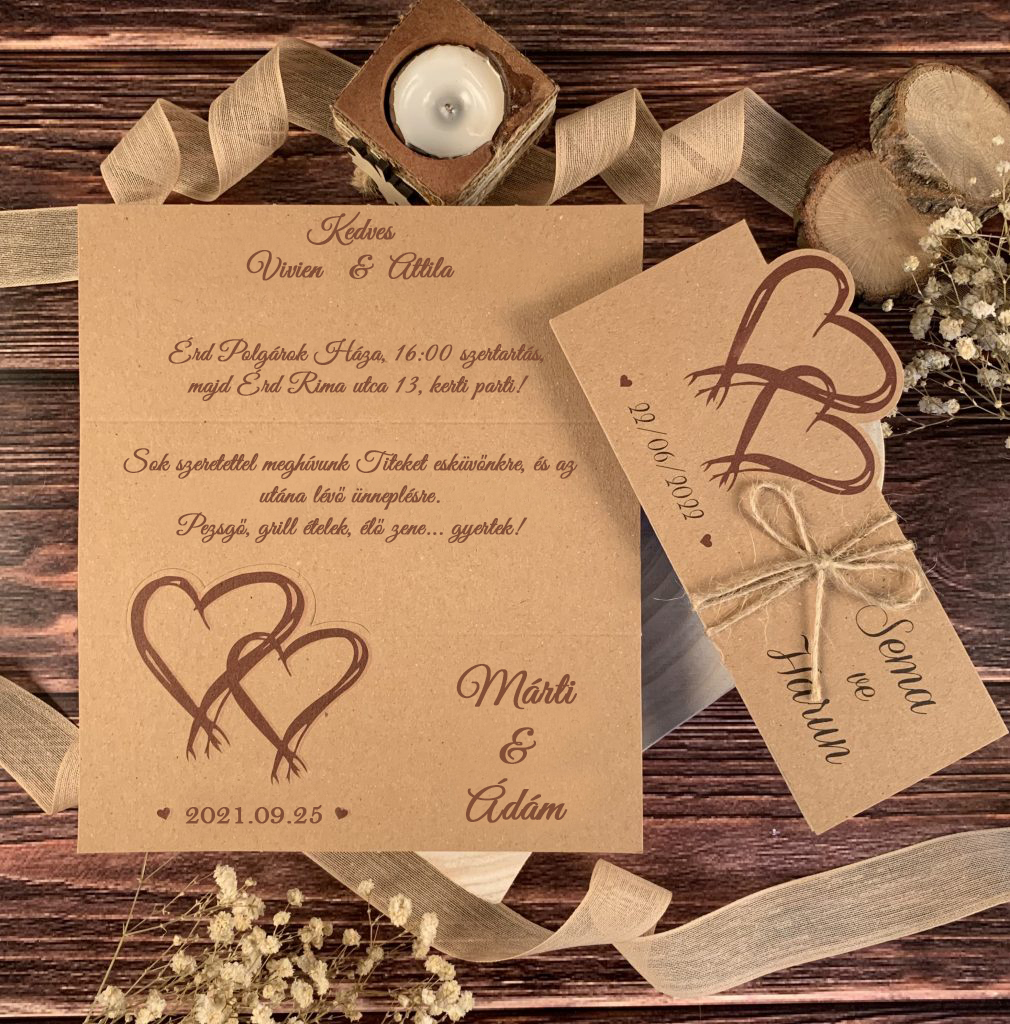 Kedves
Vivien & Attila
Érd Polgárok Háza, 16:00 szertartás,
majd Érd Rima utca 13, kerti parti!
Sok szeretettel meghívunk Titeket esküvőnkre, és az
utána lévő ünneplésre.
Pezsgő, grill ételek, élő zene... gyertek!
Márti
&
Ádám
2021.09.25
22/06/2022
Sema
ve
Harun